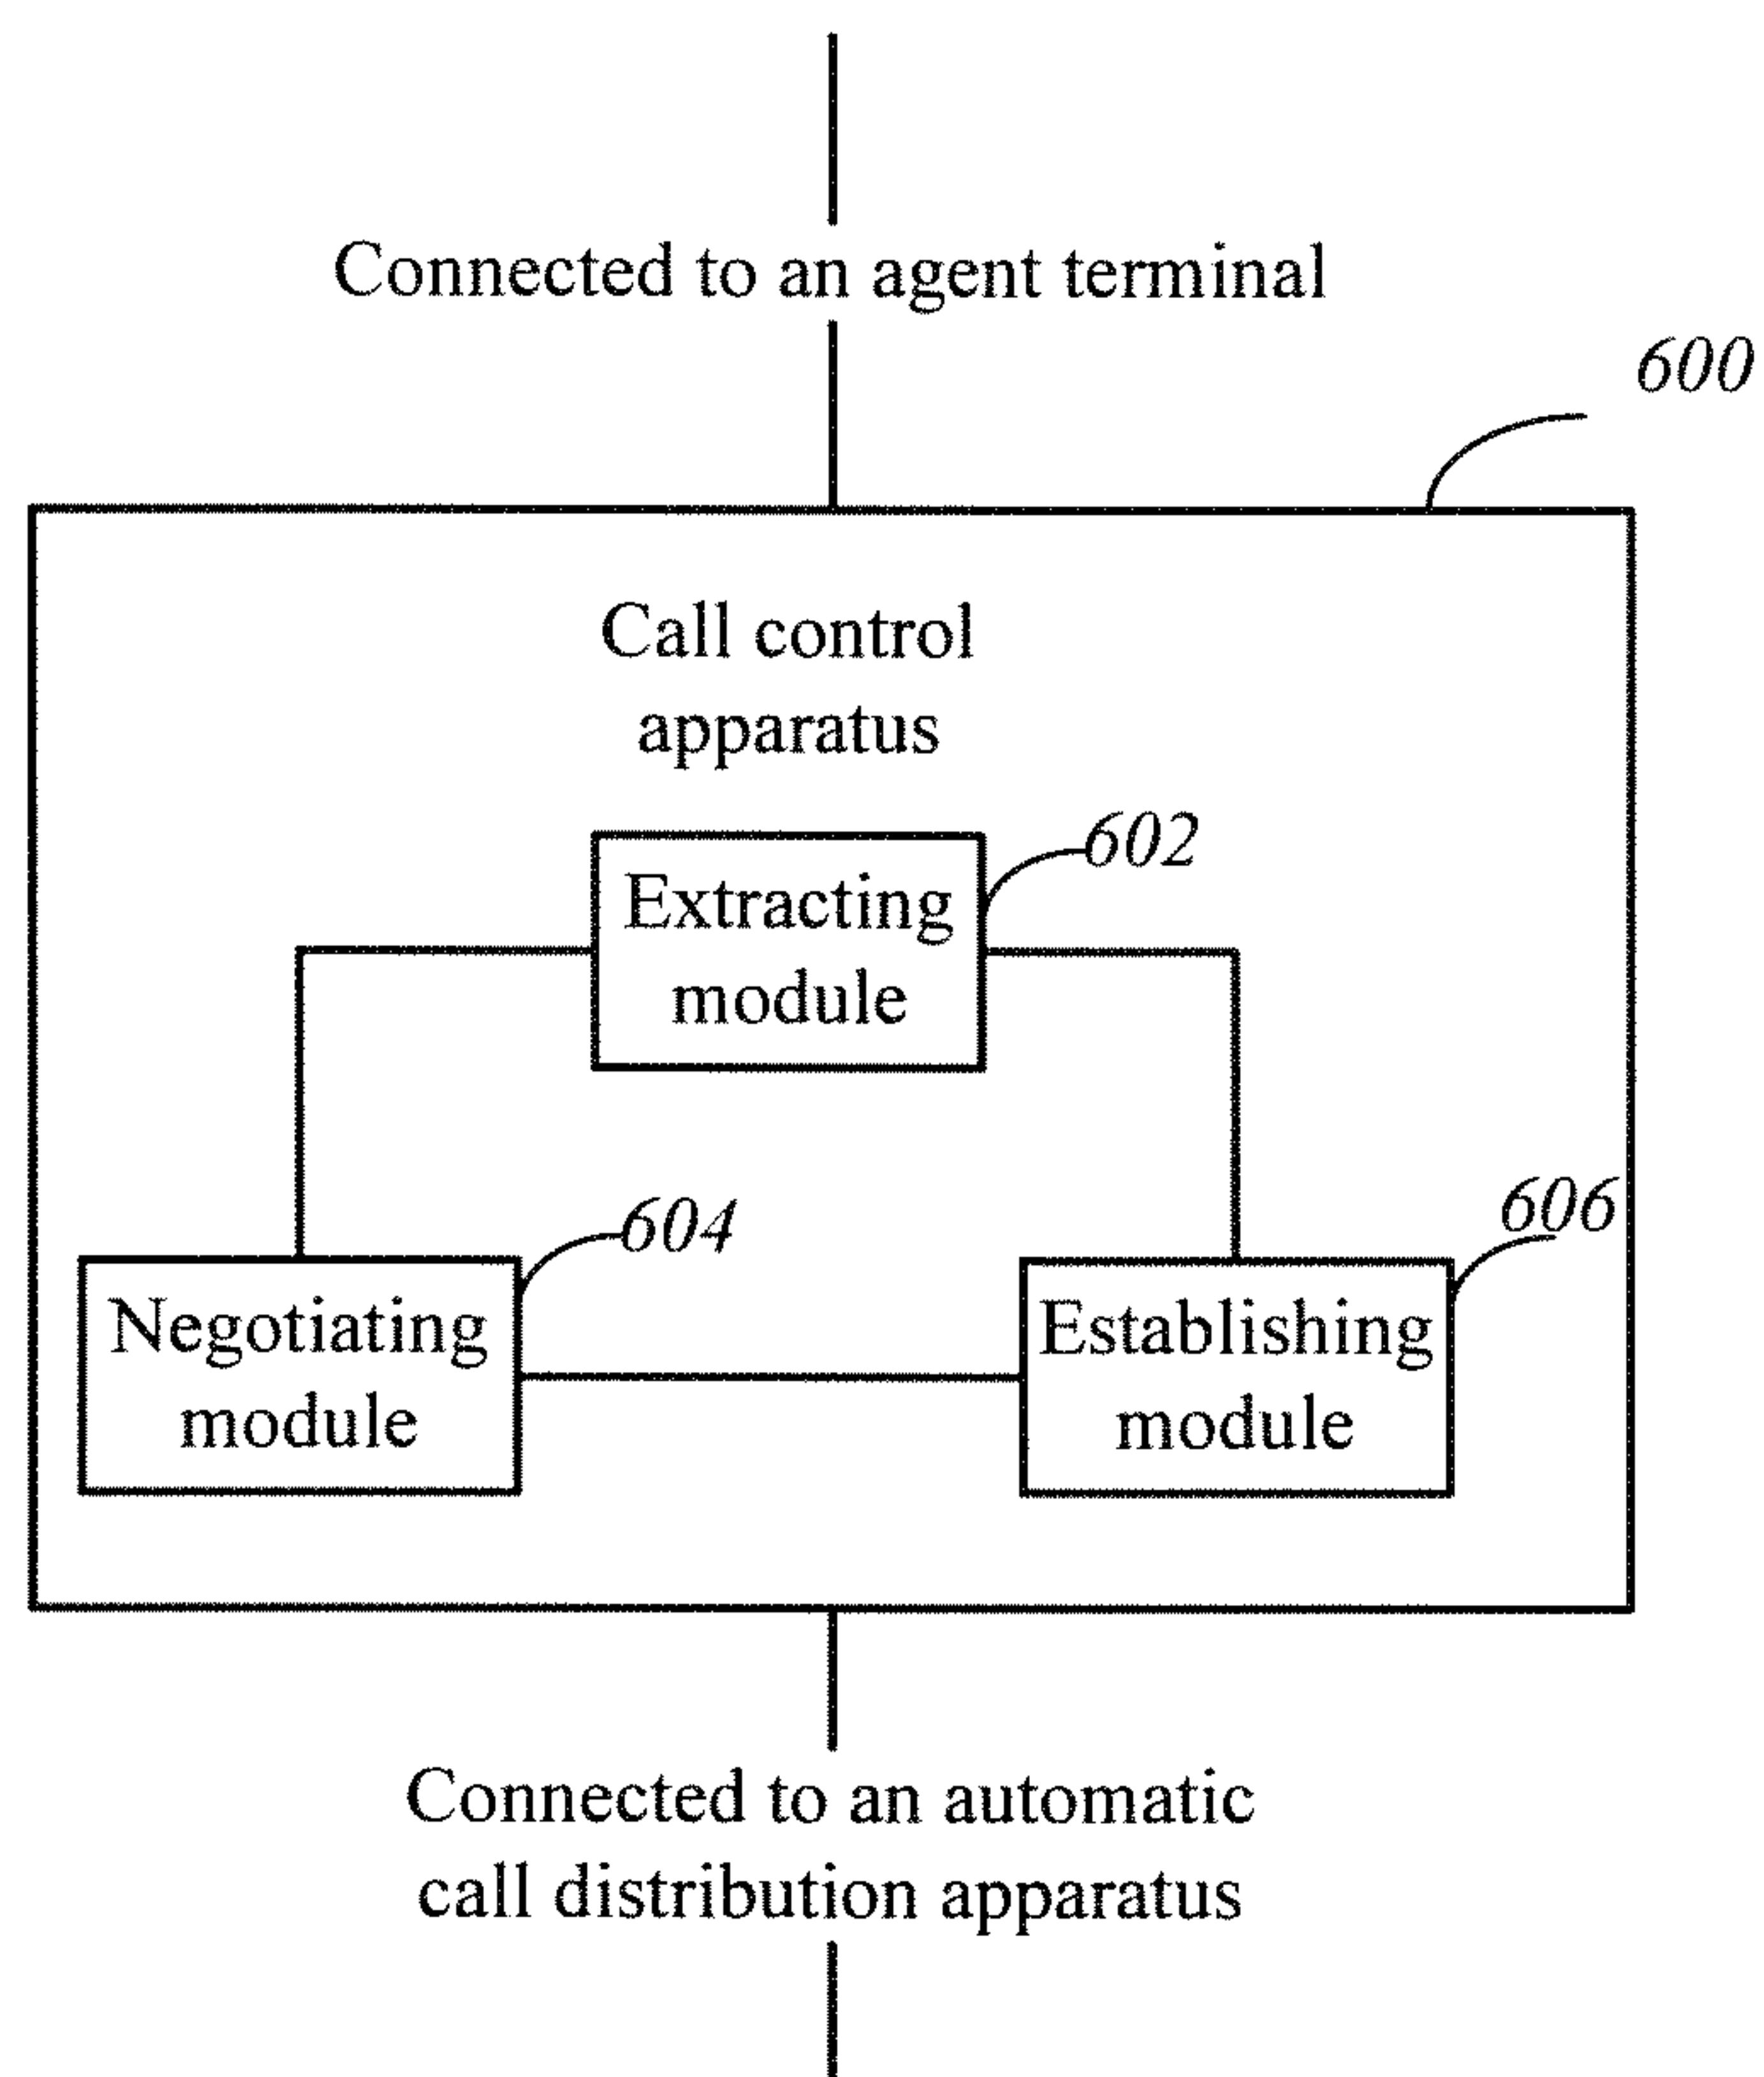 Connected to an agent terminal
600
Call control
apparatus
602
Extracting
module
604
606
Negotiating
module
Establishing
module
Connected to an automatic
call distribution apparatus